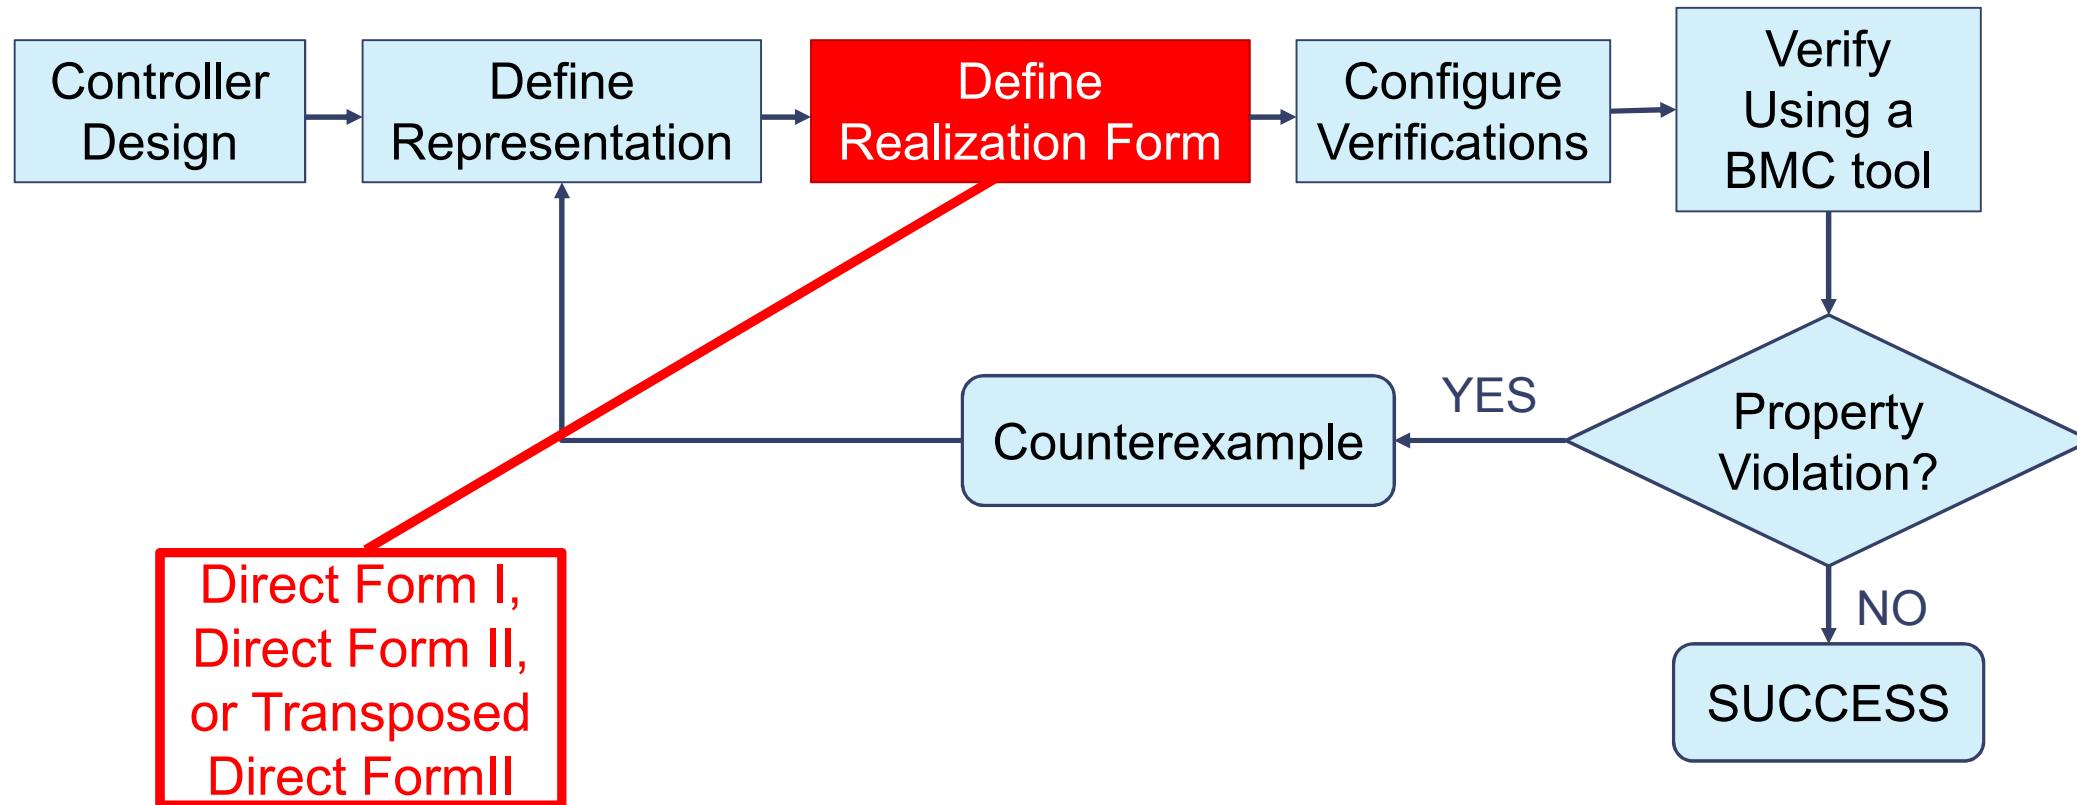 Controller
Design
Define
Representation
Define
Realization Form
Configure
Verifications
Verify
Using a
BMC tool
Property
Violation?
YES
Counterexample
NO
SUCCESS
Direct Form I,
Direct Form II,
or Transposed
Direct FormII